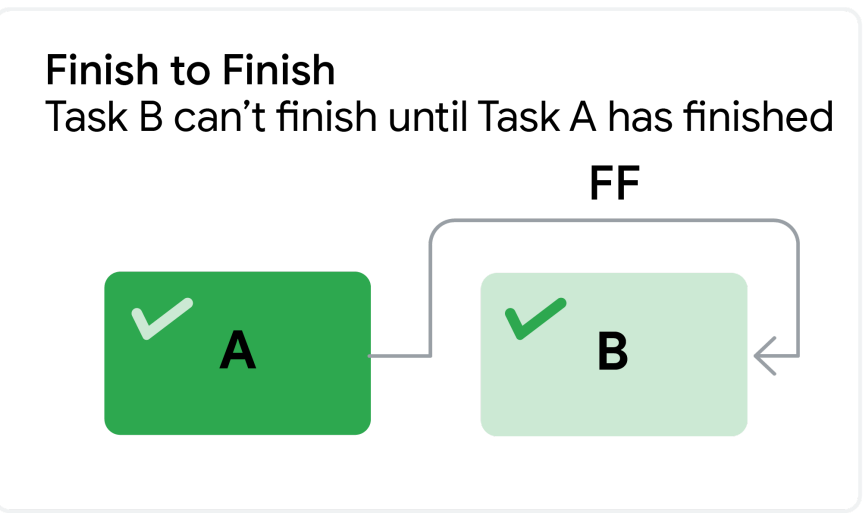 Finish to Finish
Task B can’t finish until Task A has finished
FF
A
B